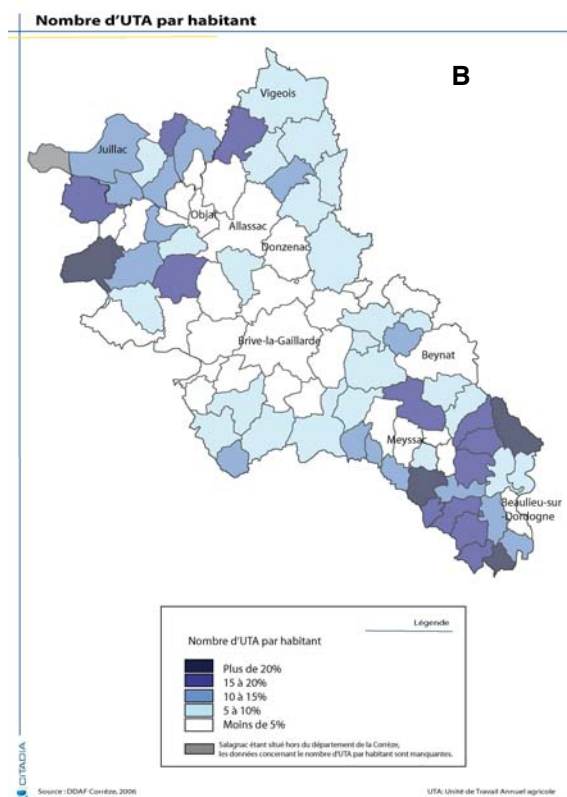 Nombre d'UTA par habitant
B
Vigeois
Juillac
Objat
Allassac
Donzenac
Brive-la-Gaillarde
Beynat
Meyssac
Beaulieu-sur
-Dordogne
Légende
Nombre d'UTA par habitant
Plus de 20%
15 à 20%
10 à 15%
5 à 10%
Moins de 5%
Salagnac étant situé hors du département de la Corrèze,
les données concernant le nombre d'UTA par habitant sont manquantes.
CITADIA
Source : DDAF Corrèze, 2006
UTA: Unité de Travail Annuel agricole